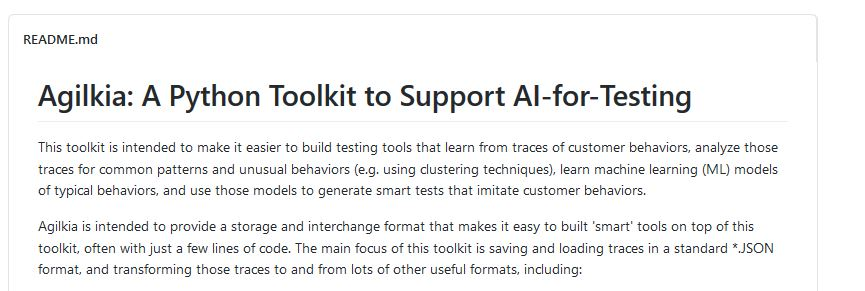 README.md
Agilkia: A Python Toolkit to Support AI-for-Testing
This toolkit is intended to make it easier to build testing tools that learn from traces of customer behaviors, analyze those
traces for common patterns and unusual behaviors (e.g. using clustering techniques), learn machine learning (ML) models
of typical behaviors, and use those models to generate smart tests that imitate customer behaviors.
Agilkia is intended to provide a storage and interchange format that makes it easy to built 'smart' tools on top of this
toolkit, often with just a few lines of code. The main focus of this toolkit is saving and loading traces in a standard *.JSON
format, and transforming those traces to and from lots of other useful formats, including: